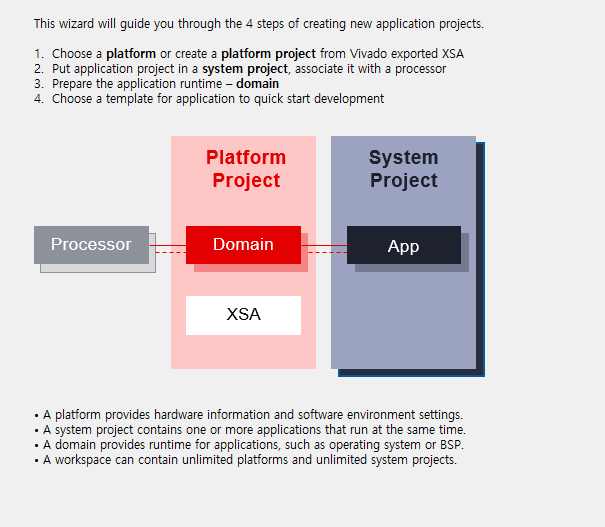 This wizard will guide you through the 4 steps of creating new application projects.
1. Choose a platform or create a platform project from Vivado exported XSA
2. Put application project in a system project, associate it with a processor
3. Prepare the application runtime – domain
4. Choose a template for application to quick start development
Platform
Project
System
Project
Processor
Domain
App
XSA
• A platform provides hardware information and software environment settings.
• A system project contains one or more applications that run at the same time.
• A domain provides runtime for applications, such as operating system or BSP.
• A workspace can contain unlimited platforms and unlimited system projects.